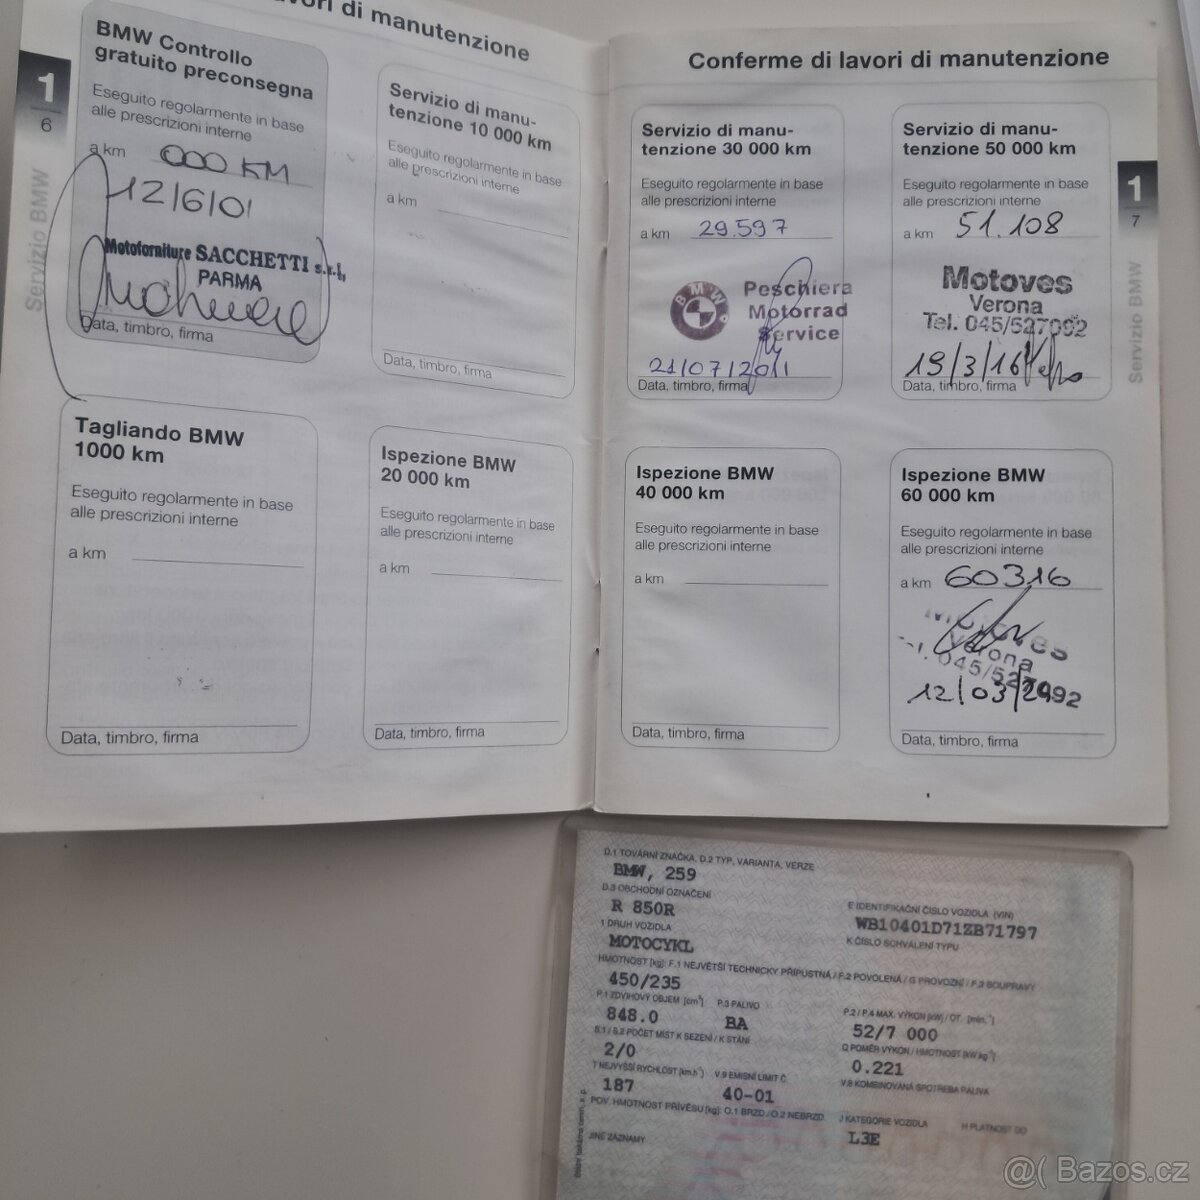 lavori di manutenzione
1
6
Servizio BMW
BMW Controllo
gratuito preconsegna
Eseguito regolarmente in base
alle prescrizioni interne
a km 000 KM
12/6/01
Motoforniture SACCHETTI s.r.l.
PARMA
Data, timbro, firma
Servizio di manu-
tenzione 10 000 km
Eseguito regolarmente in base
alle prescrizioni interne
a km
Data, timbro, firma
Tagliando BMW
1000 km
Eseguito regolarmente in base
alle prescrizioni interne
a km
Data, timbro, firma
Ispezione BMW
20 000 km
Eseguito regolarmente in base
alle prescrizioni interne
a km
Data, timbro, firma
Conferme di lavori di manutenzione
Servizio di manu-
tenzione 30 000 km
Eseguito regolarmente in base
alle prescrizioni interne
a km 29.597
BMW
Peschiera
Motorrad
Service
21/07/2011
Data, timbro, firma
Servizio di manu-
tenzione 50 000 km
Eseguito regolarmente in base
alle prescrizioni interne
a km 51.108
Motoves
Verona
Tel. 045/527092
19/3/16
Data, timbro, firma
1
7
Servizio BMW
Ispezione BMW
40 000 km
Eseguito regolarmente in base
alle prescrizioni interne
a km
Data, timbro, firma
Ispezione BMW
60 000 km
Eseguito regolarmente in base
alle prescrizioni interne
a km 60316
Motoves
Verona
045/527092
12/03/
Data, timbro, firma
D.1 TOVÁRNÍ ZNAČKA, D.2 TYP, VARIANTA, VERZE
BMW, 259
D.3 OBCHODNÍ OZNAČENÍ
R 850R
E IDENTIFIKAČNÍ ČÍSLO VOZIDLA (VIN)
WB10401D71ZB71797
1 DRUH VOZIDLA
MOTOCYKL
K ČÍSLO SCHVÁLENÍ TYPU
HMOTNOST [kg]: F.1 NEJVĚTŠÍ TECHNICKY PŘÍPUSTNÁ / F.2 POVOLENÁ / G PROVOZNÍ / F.3 SOUPRAVY
450/235
P.1 ZDVIHOVÝ OBJEM [cm³] P.3 PALIVO P.2 / P.4 MAX. VÝKON [kW] / OT. [min.⁻¹]
848.0 BA 52/7 000
S.1 / S.2 POČET MÍST K SEZENÍ / K STÁNÍ Q POMĚR VÝKON / HMOTNOST [kW.kg⁻¹]
2/0 0.221
T NEJVYŠŠÍ RYCHLOST [km.h⁻¹] V.9 EMISNÍ LIMIT Č. V.8 KOMBINOVANÁ SPOTŘEBA PALIVA
187 40-01
POV. HMOTNOST PŘÍVĚSU [kg]: O.1 BRZD. / O.2 NEBRZD. J KATEGORIE VOZIDLA H PLATNOST DO
L3E
JINÉ ZÁZNAMY
@( Bazos.cz